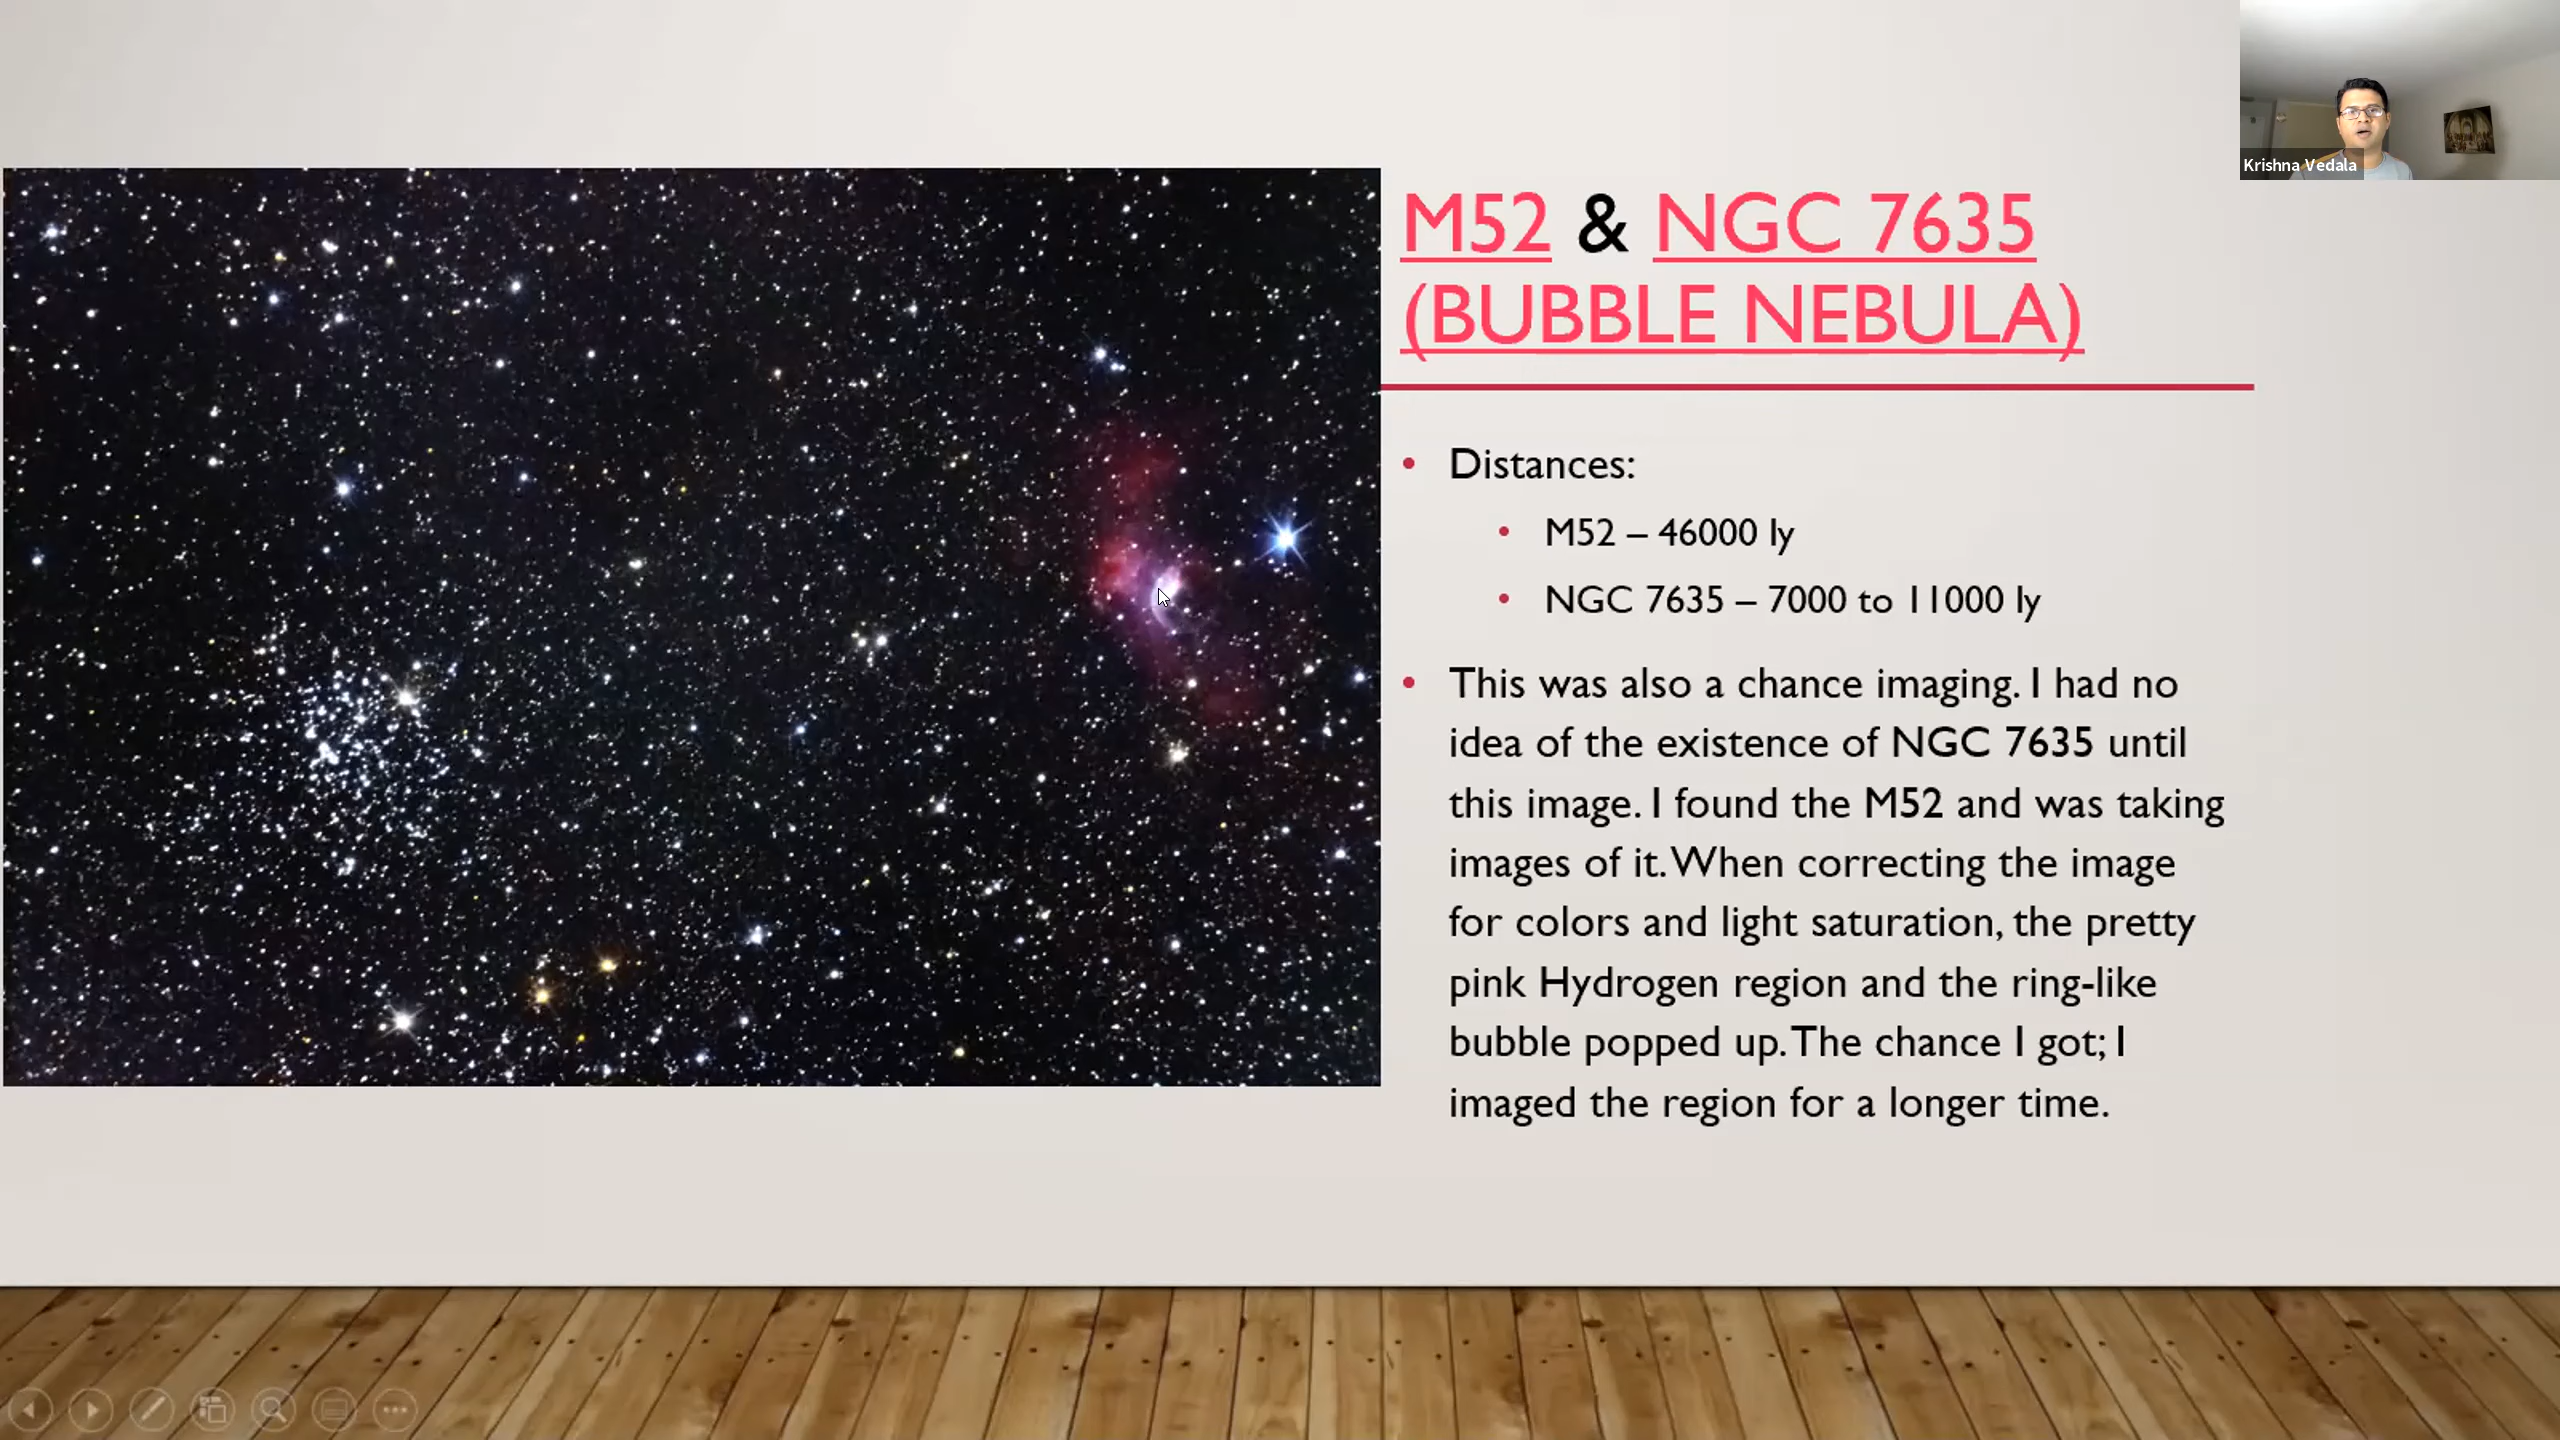 Krishna Vedala
M52 & NGC 7635
(BUBBLE NEBULA)
• Distances:
• M52 – 46000 ly
• NGC 7635 – 7000 to 11000 ly
• This was also a chance imaging. I had no
idea of the existence of NGC 7635 until
this image. I found the M52 and was taking
images of it. When correcting the image
for colors and light saturation, the pretty
pink Hydrogen region and the ring-like
bubble popped up. The chance I got; I
imaged the region for a longer time.